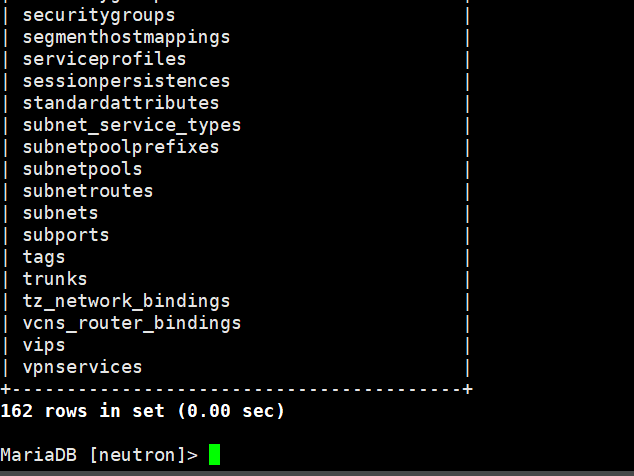 | securitygroups |
| segmenthostmappings |
| serviceprofiles |
| sessionpersistences |
| standardattributes |
| subnet_service_types |
| subnetpoolprefixes |
| subnetpools |
| subnetroutes |
| subnets |
| subports |
| tags |
| trunks |
| tz_network_bindings |
| vcns_router_bindings |
| vips |
| vpnservices |
+-----------------------------------------+
162 rows in set (0.00 sec)
MariaDB [neutron]>